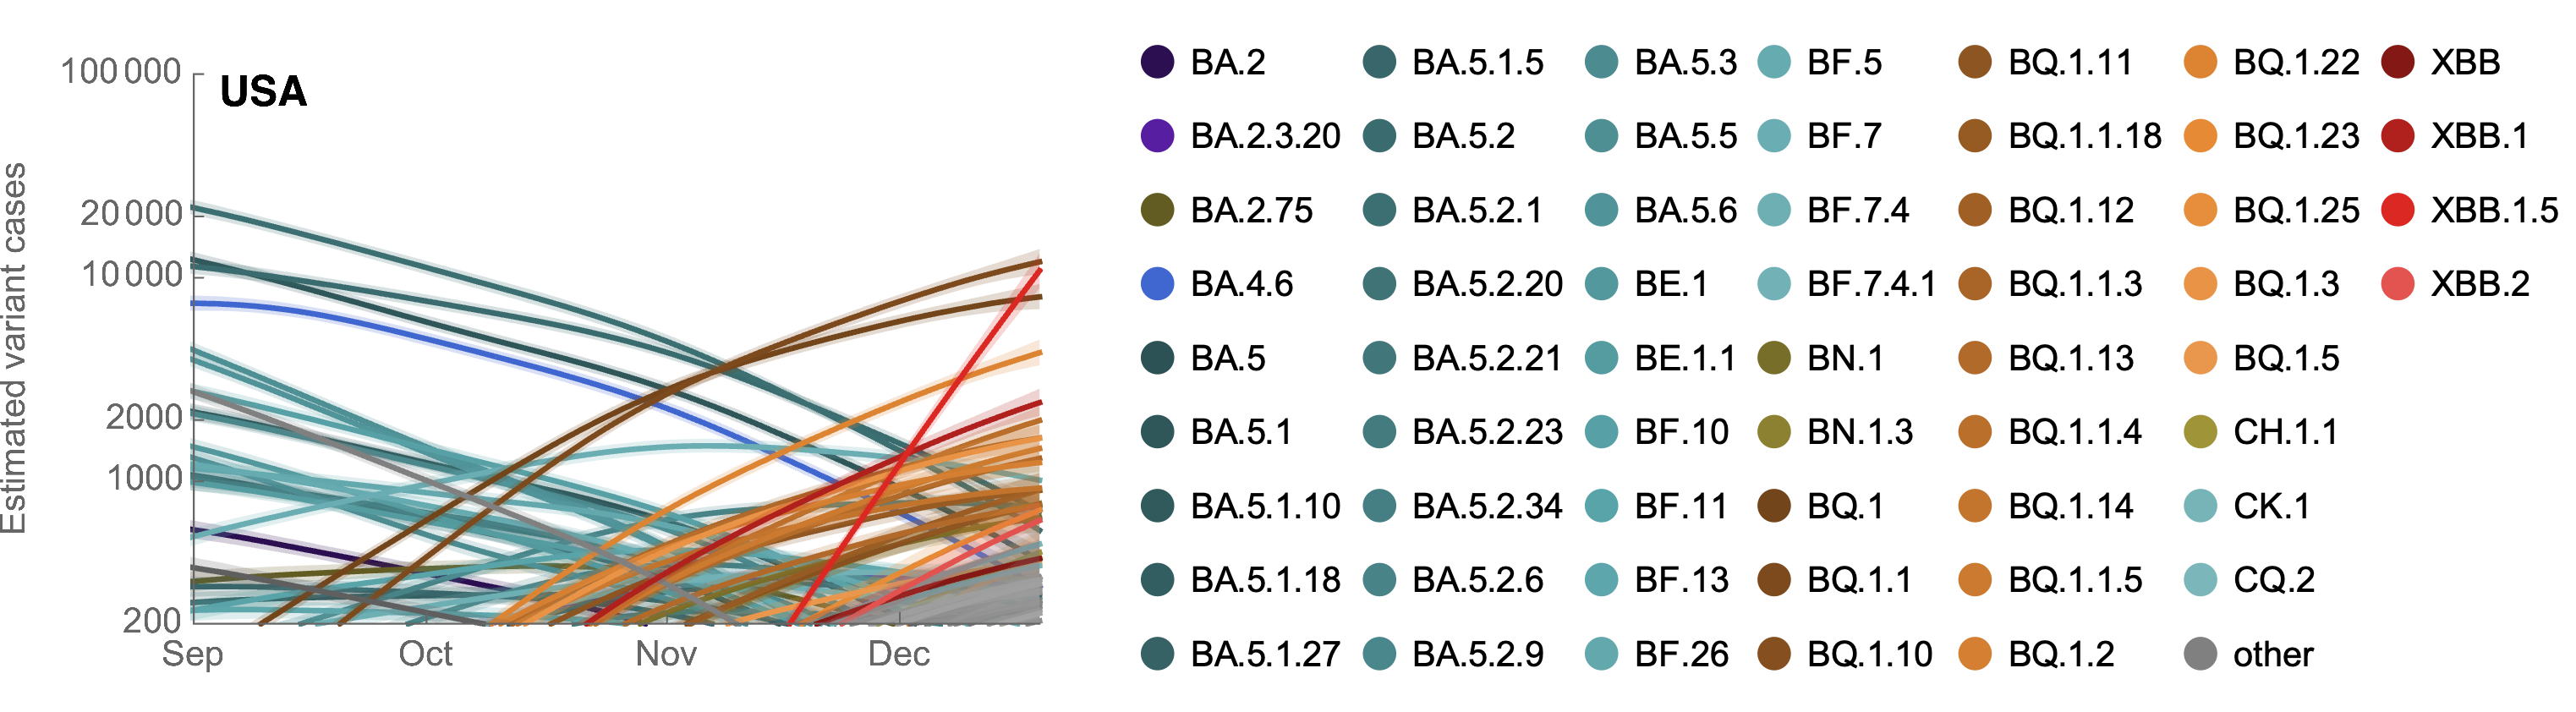 Estimated variant cases
100 000
20 000
10 000
2000
1000
200
USA
Sep Oct Nov Dec
BA.2 BA.5.1.5 BA.5.3 BF.5 BQ.1.11 BQ.1.22 XBB
BA.2.3.20 BA.5.2 BA.5.5 BF.7 BQ.1.1.18 BQ.1.23 XBB.1
BA.2.75 BA.5.2.1 BA.5.6 BF.7.4 BQ.1.12 BQ.1.25 XBB.1.5
BA.4.6 BA.5.2.20 BE.1 BF.7.4.1 BQ.1.1.3 BQ.1.3 XBB.2
BA.5 BA.5.2.21 BE.1.1 BN.1 BQ.1.13 BQ.1.5
BA.5.1 BA.5.2.23 BF.10 BN.1.3 BQ.1.1.4 CH.1.1
BA.5.1.10 BA.5.2.34 BF.11 BQ.1 BQ.1.14 CK.1
BA.5.1.18 BA.5.2.6 BF.13 BQ.1.1 BQ.1.1.5 CQ.2
BA.5.1.27 BA.5.2.9 BF.26 BQ.1.10 BQ.1.2 other